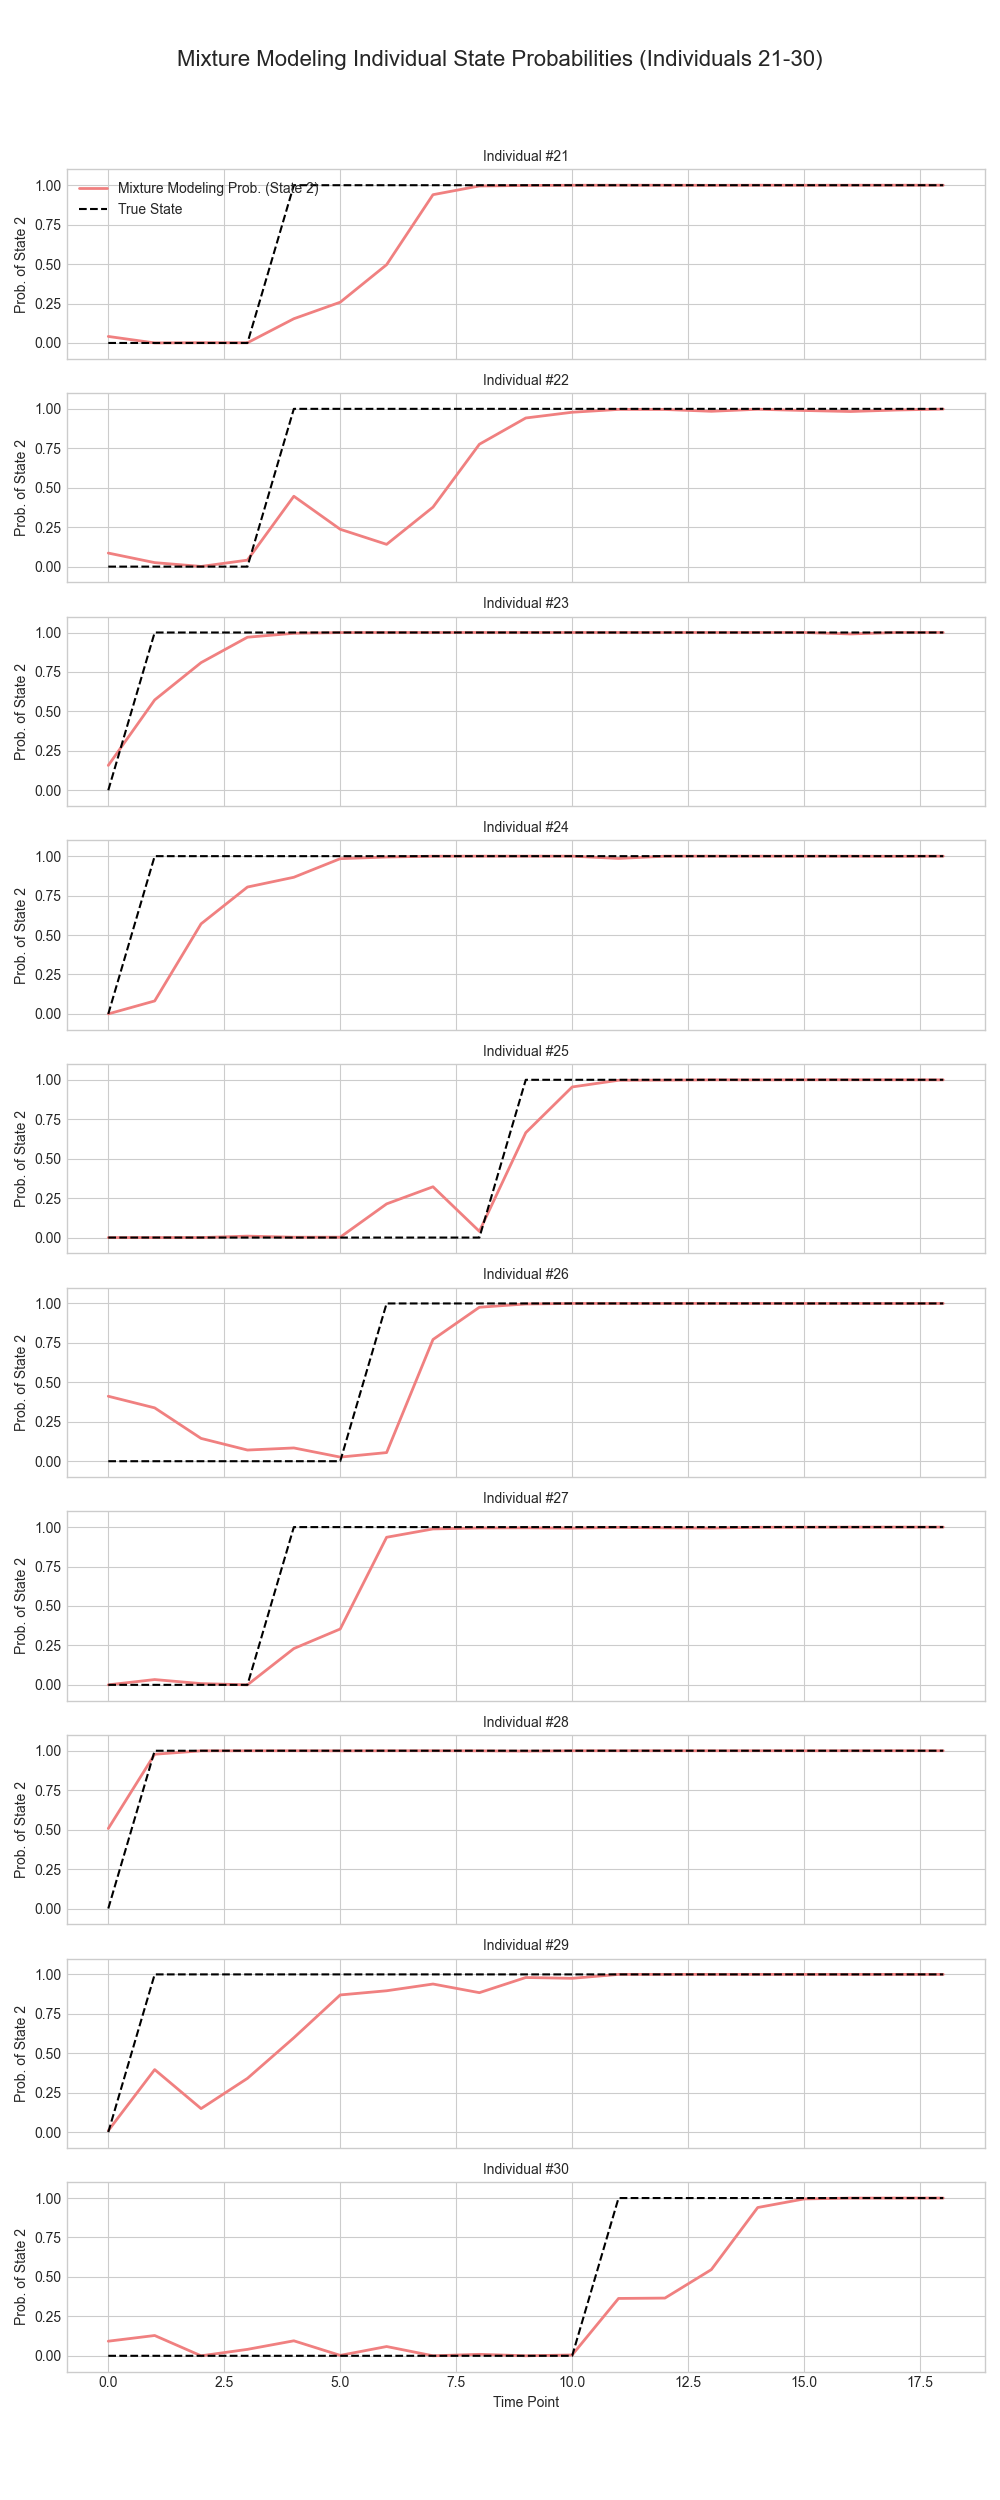 Mixture Modeling Individual State Probabilities (Individuals 21-30)
Individual #21
Mixture Modeling Prob. (State 2)
True State
1.00
0.75
0.50
0.25
0.00
Prob. of State 2
Individual #22
1.00
0.75
0.50
0.25
0.00
Prob. of State 2
Individual #23
1.00
0.75
0.50
0.25
0.00
Prob. of State 2
Individual #24
1.00
0.75
0.50
0.25
0.00
Prob. of State 2
Individual #25
1.00
0.75
0.50
0.25
0.00
Prob. of State 2
Individual #26
1.00
0.75
0.50
0.25
0.00
Prob. of State 2
Individual #27
1.00
0.75
0.50
0.25
0.00
Prob. of State 2
Individual #28
1.00
0.75
0.50
0.25
0.00
Prob. of State 2
Individual #29
1.00
0.75
0.50
0.25
0.00
Prob. of State 2
Individual #30
1.00
0.75
0.50
0.25
0.00
Prob. of State 2
0.0 2.5 5.0 7.5 10.0 12.5 15.0 17.5
Time Point